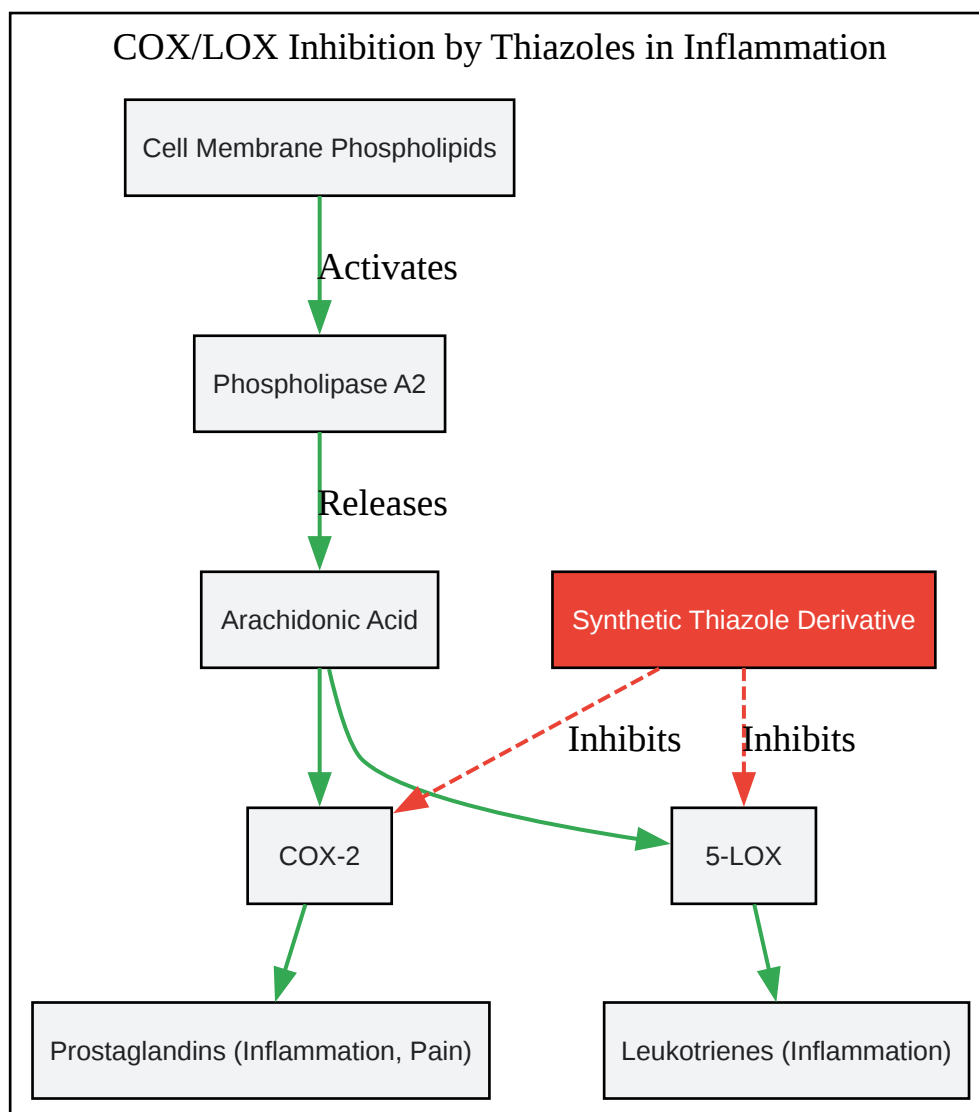 COX/LOX Inhibition by Thiazoles in Inflammation
Cell Membrane Phospholipids
Activates
Phospholipase A2
Releases
Arachidonic Acid
Synthetic Thiazole Derivative
Inhibits
Inhibits
COX-2
5-LOX
Prostaglandins (Inflammation, Pain)
Leukotrienes (Inflammation)